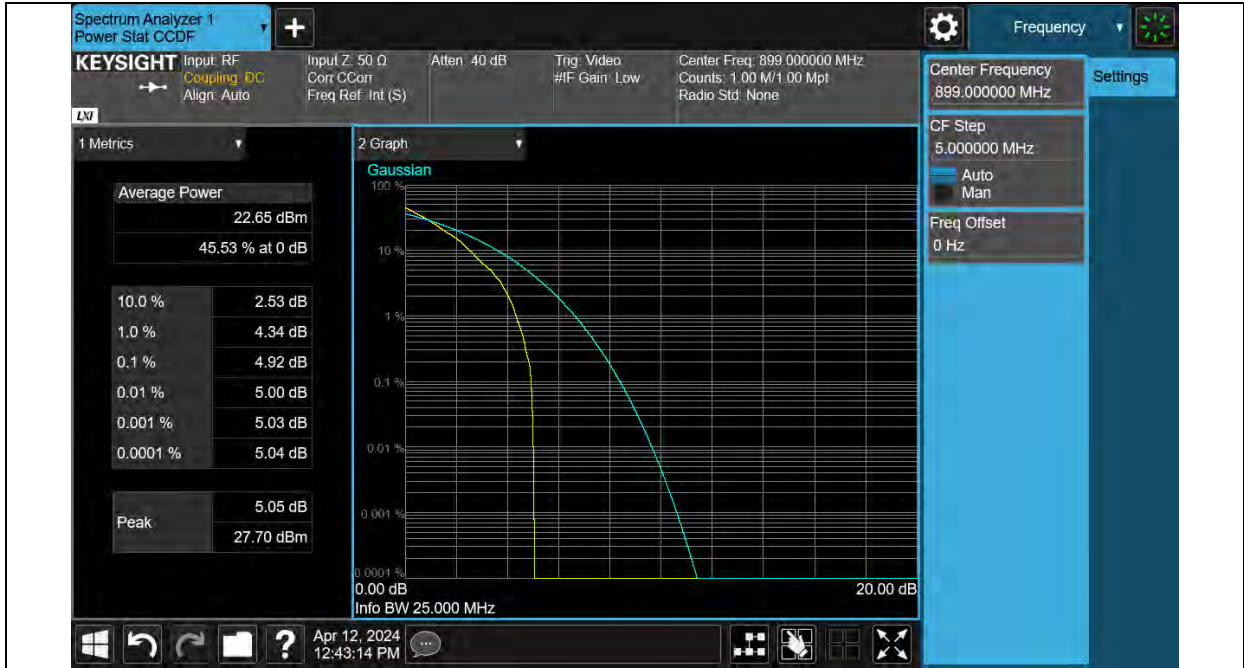 Spectrum Analyzer 1
Power Stat CCDF
Frequency
KEYSIGHT
Input: RF
Coupling: DC
Align: Auto
Input Z: 50 Ω
Corr CCorr
Freq Ref: Int (S)
Atten: 40 dB
Trig: Video
#IF Gain: Low
Center Freq: 899.000000 MHz
Counts: 1.00 M/1.00 Mpt
Radio Std: None
LXI
Center Frequency
899.000000 MHz
Settings
CF Step
5.000000 MHz
Auto
Man
Freq Offset
0 Hz
1 Metrics
Average Power
22.65 dBm
45.53 % at 0 dB
10.0 % 2.53 dB
1.0 % 4.34 dB
0.1 % 4.92 dB
0.01 % 5.00 dB
0.001 % 5.03 dB
0.0001 % 5.04 dB
Peak
5.05 dB
27.70 dBm
2 Graph
Gaussian
100 %
10 %
1 %
0.1 %
0.01 %
0.001 %
0.0001 %
0.00 dB
20.00 dB
Info BW 25.000 MHz
Apr 12, 2024
12:43:14 PM